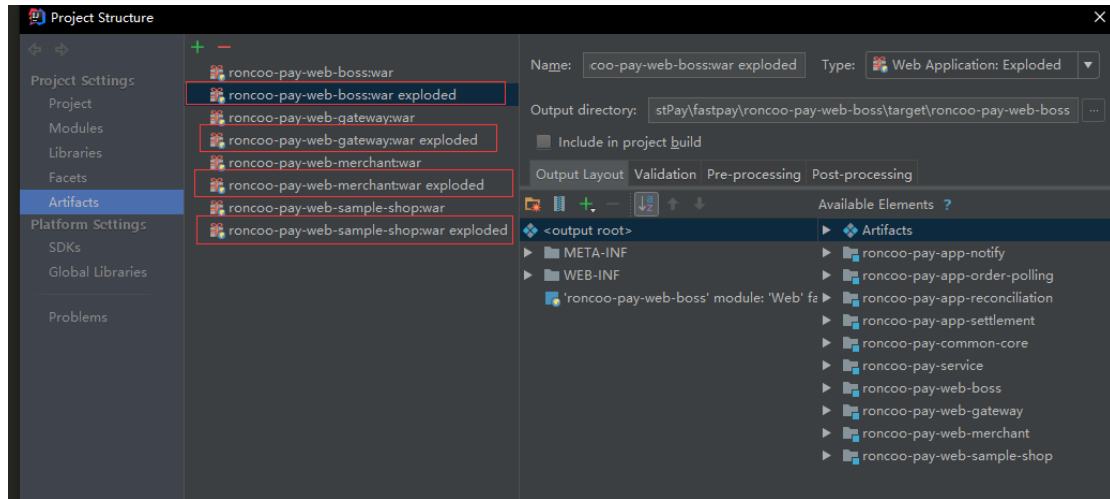 Project Structure
Project Settings
Project
Modules
Libraries
Facets
Artifacts
Platform Settings
SDKs
Global Libraries
Problems
roncoo-pay-web-boss:war
roncoo-pay-web-boss:war exploded
roncoo-pay-web-gateway:war
roncoo-pay-web-gateway:war exploded
roncoo-pay-web-merchant:war
roncoo-pay-web-merchant:war exploded
roncoo-pay-web-sample-shop:war
roncoo-pay-web-sample-shop:war exploded
Name: coo-pay-web-boss:war exploded Type: Web Application: Exploded
Output directory: stPay\fastpay\roncoo-pay-web-boss\target\roncoo-pay-web-boss ...
Include in project build
Output Layout Validation Pre-processing Post-processing
<output root>
META-INF
WEB-INF
'roncoo-pay-web-boss' module: 'Web' fa
Available Elements ?
Artifacts
roncoo-pay-app-notify
roncoo-pay-app-order-polling
roncoo-pay-app-reconciliation
roncoo-pay-app-settlement
roncoo-pay-common-core
roncoo-pay-service
roncoo-pay-web-boss
roncoo-pay-web-gateway
roncoo-pay-web-merchant
roncoo-pay-web-sample-shop